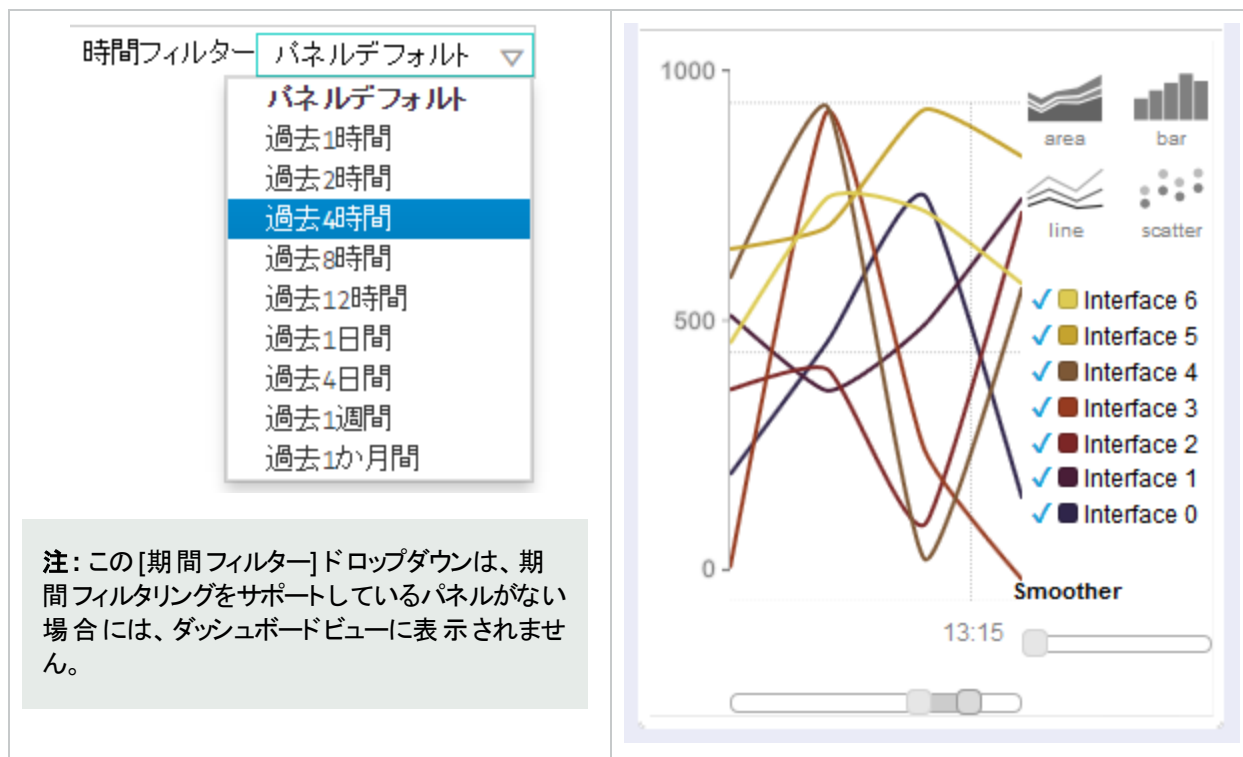 時間フィルター パネルデフォルト
パネルデフォルト
過去1時間
過去2時間
過去4時間
過去8時間
過去12時間
過去1日間
過去4日間
過去1週間
過去1か月間
注: この[期間フィルター]ドロップダウンは、期
間フィルタリングをサポートしているパネルがない
場合には、ダッシュボードビューに表示されませ
ん。
1000
500
0
area bar
line scatter
Interface 6
Interface 5
Interface 4
Interface 3
Interface 2
Interface 1
Interface 0
Smoother
13:15